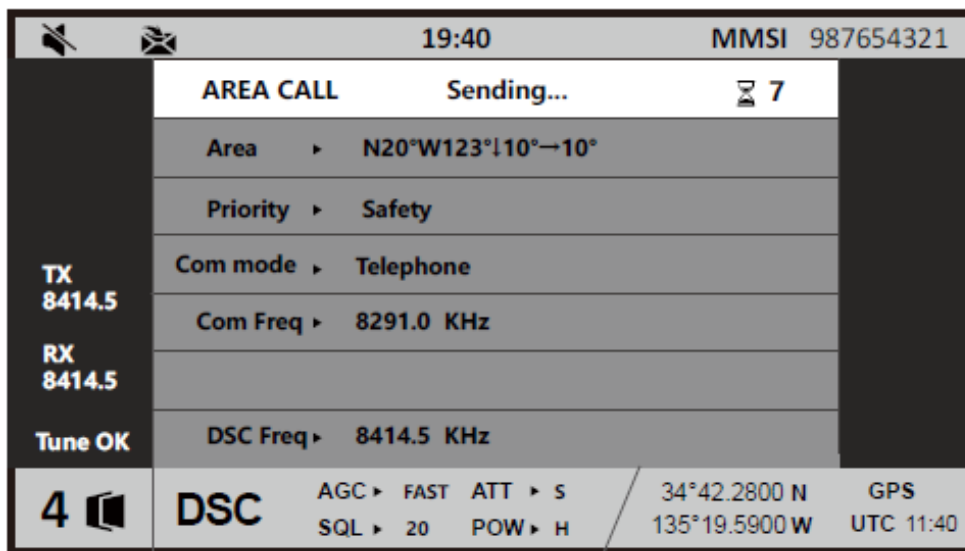 19:40 MMSI 987654321
AREA CALL Sending... 7
Area ▸ N20°W123°↓10°→10°
Priority ▸ Safety
Com mode ▸ Telephone
Com Freq ▸ 8291.0 KHz
DSC Freq ▸ 8414.5 KHz
TX
8414.5
RX
8414.5
Tune OK
4 DSC
AGC ▸ FAST ATT ▸ S
SQL ▸ 20 POW ▸ H
34°42.2800 N
135°19.5900 W
GPS
UTC 11:40